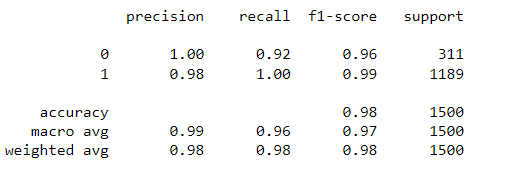 precision recall f1-score support
0 1.00 0.92 0.96 311
1 0.98 1.00 0.99 1189
accuracy 0.98 1500
macro avg 0.99 0.96 0.97 1500
weighted avg 0.98 0.98 0.98 1500